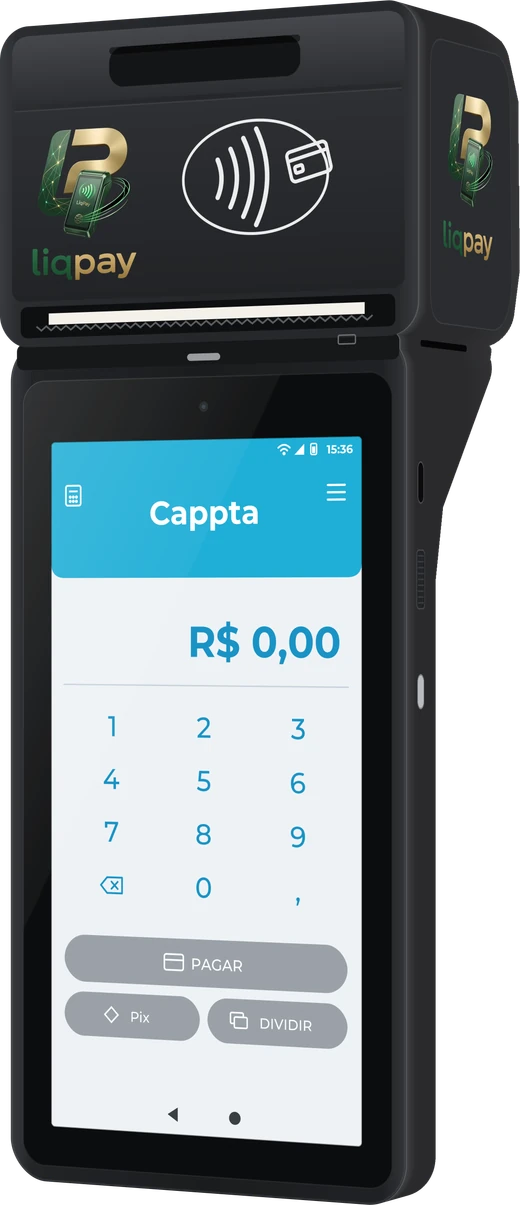 liqpay
liqpay
15:36
Cappta
R$ 0,00
1 2 3
4 5 6
7 8 9
0 ,
PAGAR
Pix DIVIDIR